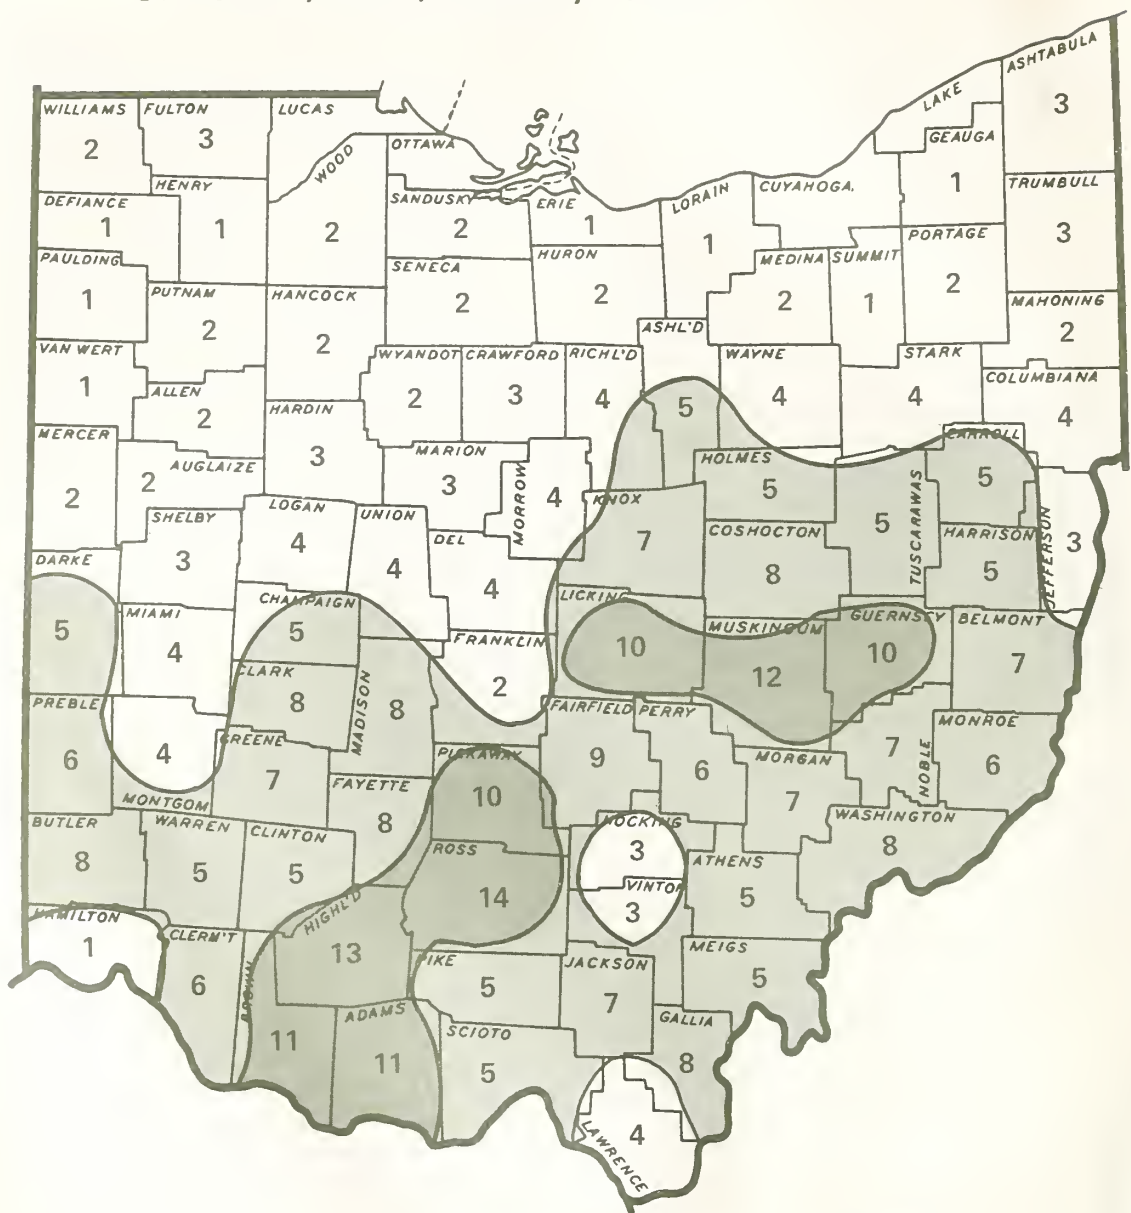 ASHTABULA
3
LAKE
GEAUGA
1
WILLIAMS
2
FULTON
3
LUCAS
OTTAWA
WOOD
2
HENRY
1
DEFIANCE
1
SANDUSKY
2
ERIE
1
LORAIN
1
CUYAHOGA
TRUMBULL
3
PORTAGE
2
PAULDING
1
PUTNAM
2
HANCOCK
2
SENECA
2
HURON
2
MEDINA
2
SUMMIT
1
MAHONING
2
ASHL'D
5
VAN WERT
1
ALLEN
2
WYANDOT
2
CRAWFORD
3
RICHL'D
4
WAYNE
4
STARK
4
COLUMBIANA
4
HARDIN
3
MERCER
2
AUGLAIZE
2
MARION
3
MORROW
4
HOLMES
5
CARROLL
5
KNOX
7
TUSCARAWAS
5
JEFFERSON
3
SHELBY
3
LOGAN
4
UNION
4
DEL
4
COSHOCTON
8
HARRISON
5
DARKE
5
MIAMI
4
CHAMPAIGN
5
FRANKLIN
2
LICKING
10
MUSKINGUM
12
GUERNSEY
10
BELMONT
7
CLARK
8
MADISON
8
PREBLE
6
MONTGOM
4
GREENE
7
FAYETTE
8
PICKAWAY
10
FAIRFIELD
9
PERRY
6
MORGAN
7
NOBLE
7
MONROE
6
BUTLER
8
WARREN
5
CLINTON
5
ROSS
14
HOCKING
3
VINTON
3
ATHENS
5
WASHINGTON
8
HAMILTON
1
CLERM'T
6
BROWN
11
HIGHL'D
13
ADAMS
11
PIKE
5
JACKSON
7
MEIGS
5
SCIOTO
5
GALLIA
8
LAWRENCE
4